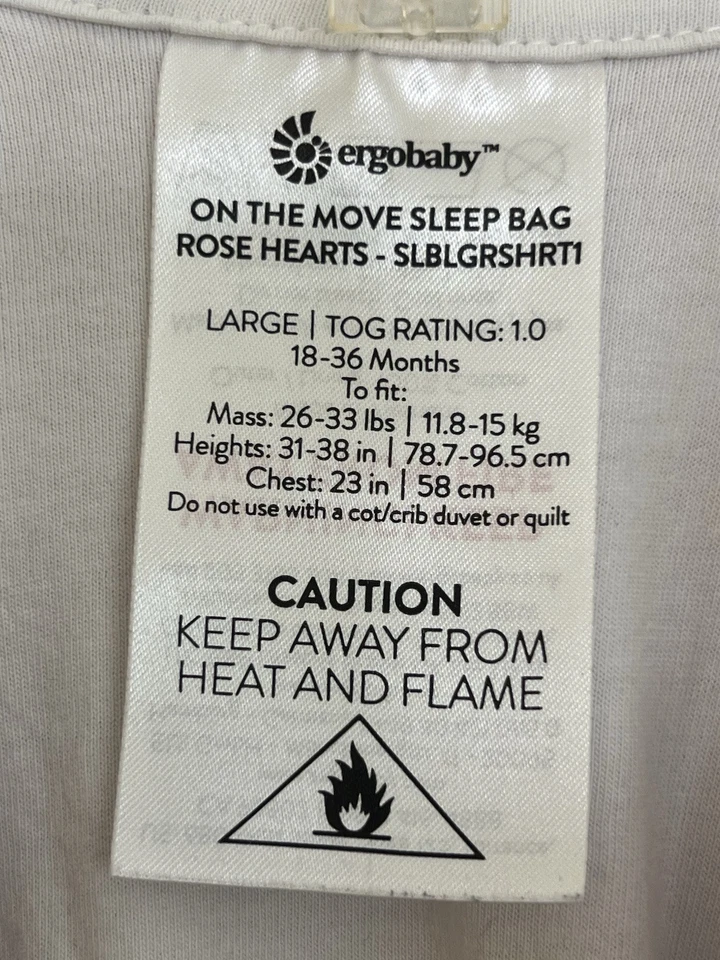 ergobaby™
ON THE MOVE SLEEP BAG
ROSE HEARTS - SLBLGRSHRT1
LARGE | TOG RATING: 1.0
18-36 Months
To fit:
Mass: 26-33 lbs | 11.8-15 kg
Heights: 31-38 in | 78.7-96.5 cm
Chest: 23 in | 58 cm
Do not use with a cot/crib duvet or quilt
CAUTION
KEEP AWAY FROM
HEAT AND FLAME